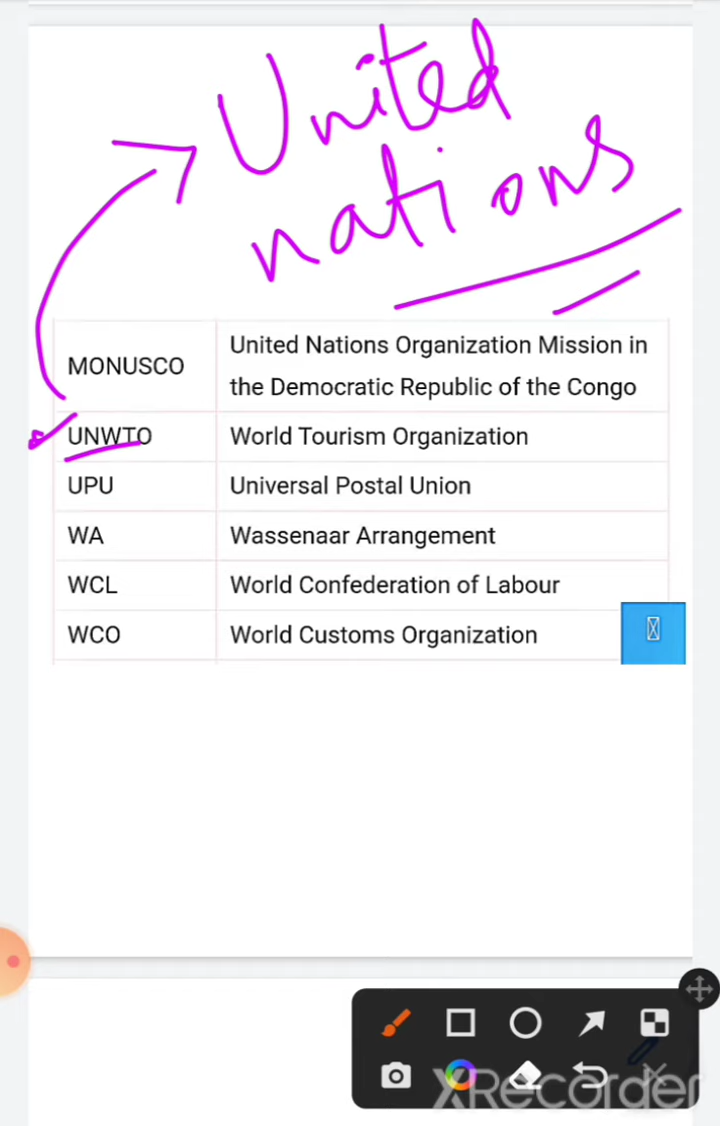 United
nations
MONUSCO United Nations Organization Mission in
the Democratic Republic of the Congo
UNWTO World Tourism Organization
UPU Universal Postal Union
WA Wassenaar Arrangement
WCL World Confederation of Labour
WCO World Customs Organization
XRecorder